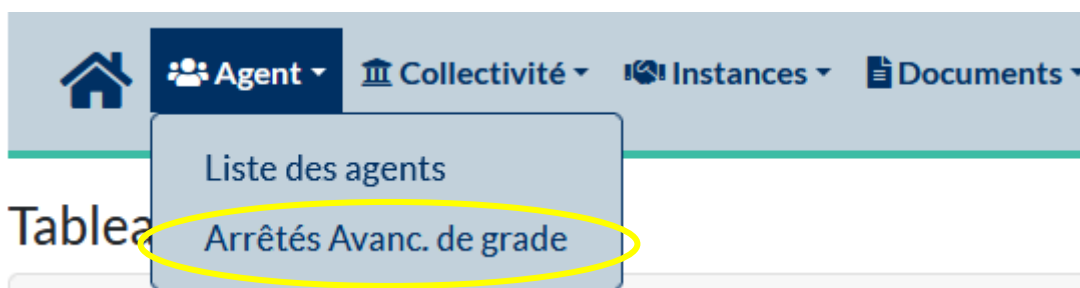 Agent Collectivité Instances Documents
Liste des agents
Arrêtés Avanc. de grade